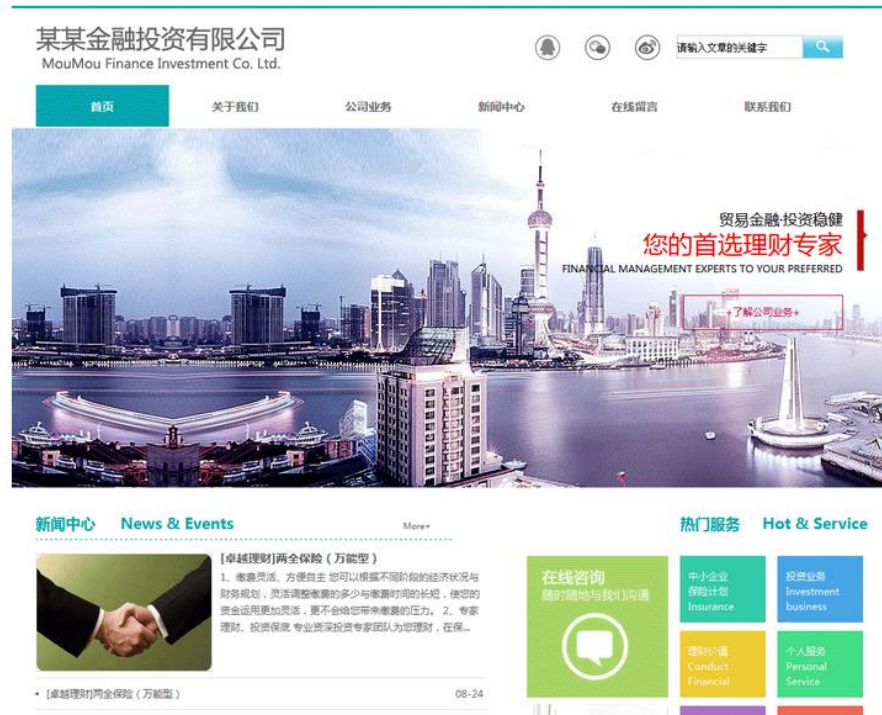 某某金融投资有限公司
MouMou Finance Investment Co. Ltd.
请输入文章的关键字
首页
关于我们
公司业务
新闻中心
在线留言
联系我们
贸易金融·投资稳健
您的首选理财专家
FINANCIAL MANAGEMENT EXPERTS TO YOUR PREFERRED
+了解公司业务+
新闻中心 News & Events
More+
[卓越理财]两全保险（万能型）
1、缴费灵活、方便自主 您可以根据不同阶段的经济状况与
财务规划，灵活调整缴费的多少与缴费时间的长短，使您的
资金运用更加灵活，更不会给您带来缴费的压力。 2、专家
理财、投资保底 专业资深投资专家团队为您理财，在保...
[卓越理财]两全保险（万能型） 08-24
热门服务 Hot & Service
在线咨询
随时随地与我们沟通
中小企业
保险计划
Insurance
投资业务
Investment
business
理财价值
Conduct
Financial
个人服务
Personal
Service